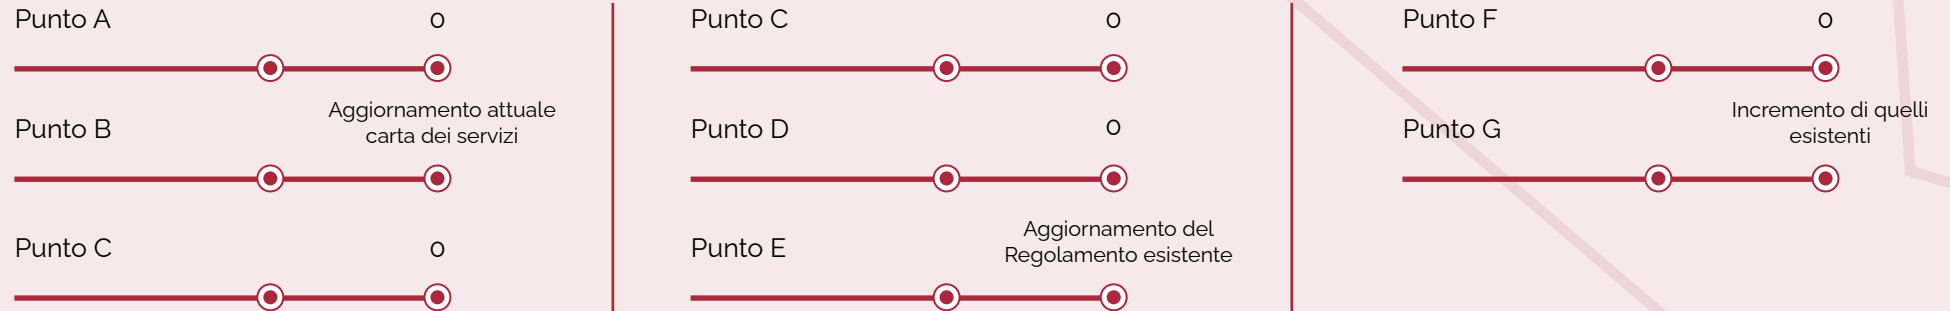 Punto A
0
Aggiornamento attuale
carta dei servizi
Punto B
Punto C
0
Punto C
0
Punto D
0
Aggiornamento del
Regolamento esistente
Punto E
Punto F
0
Incremento di quelli
esistenti
Punto G